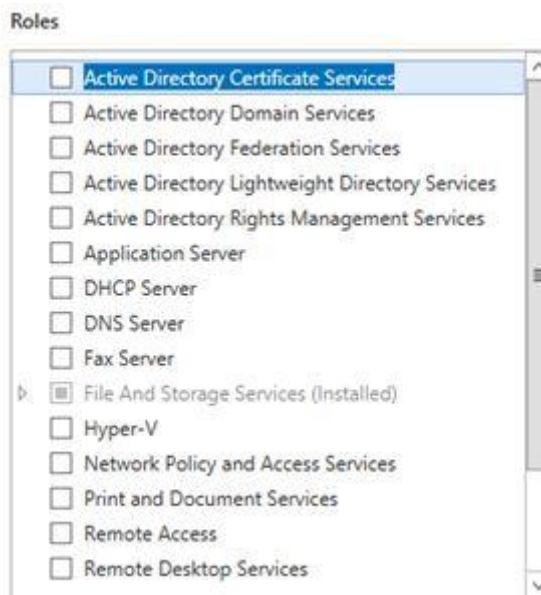 Roles
Active Directory Certificate Services
Active Directory Domain Services
Active Directory Federation Services
Active Directory Lightweight Directory Services
Active Directory Rights Management Services
Application Server
DHCP Server
DNS Server
Fax Server
File And Storage Services (Installed)
Hyper-V
Network Policy and Access Services
Print and Document Services
Remote Access
Remote Desktop Services